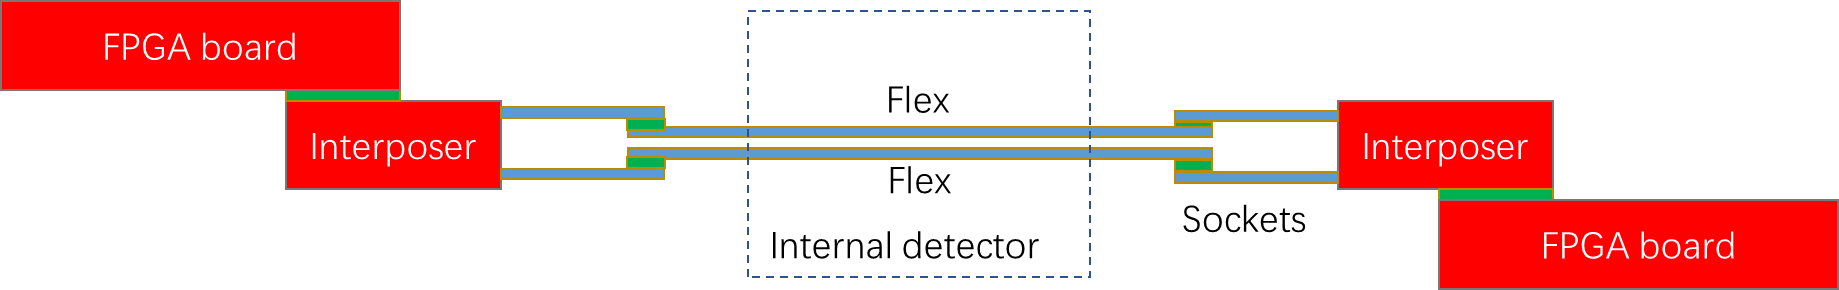 FPGA board
Flex
Interposer
Interposer
Flex
Sockets
Internal detector
FPGA board